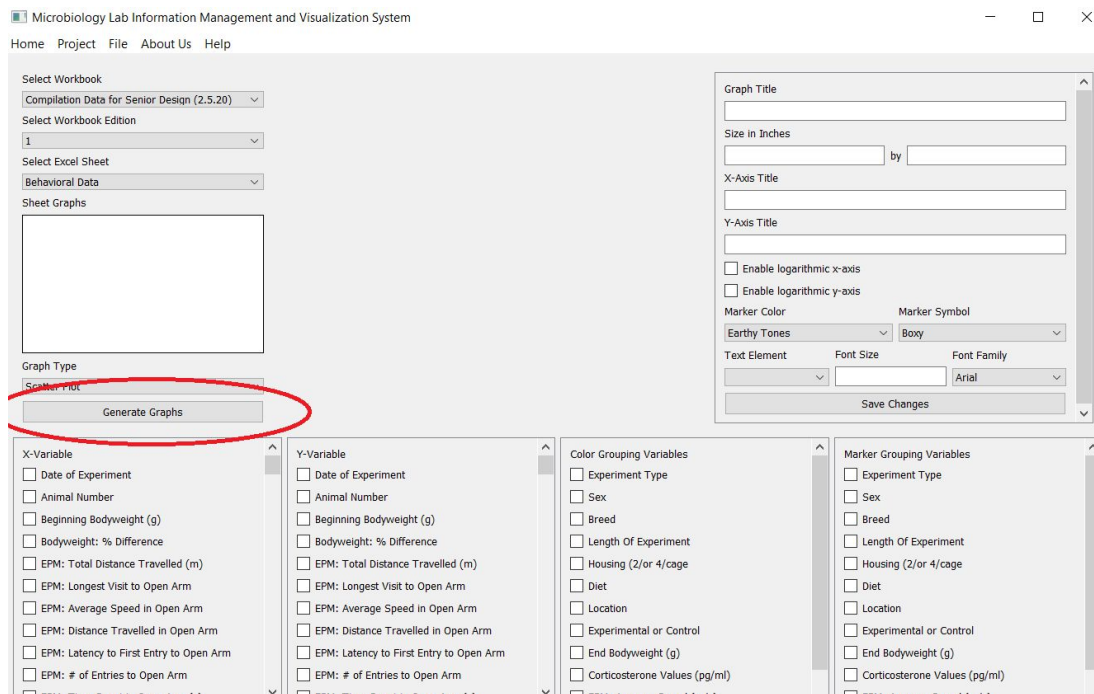 Microbiology Lab Information Management and Visualization System
Home Project File About Us Help
Select Workbook
Compilation Data for Senior Design (2.5.20)
Select Workbook Edition
1
Select Excel Sheet
Behavioral Data
Sheet Graphs
Graph Type
Scatter Plot
Generate Graphs
Graph Title
Size in Inches
by
X-Axis Title
Y-Axis Title
Enable logarithmic x-axis
Enable logarithmic y-axis
Marker Color Marker Symbol
Earthy Tones Boxy
Text Element Font Size Font Family
Arial
Save Changes
X-Variable
Date of Experiment
Animal Number
Beginning Bodyweight (g)
Bodyweight: % Difference
EPM: Total Distance Travelled (m)
EPM: Longest Visit to Open Arm
EPM: Average Speed in Open Arm
EPM: Distance Travelled in Open Arm
EPM: Latency to First Entry to Open Arm
EPM: # of Entries to Open Arm
Y-Variable
Date of Experiment
Animal Number
Beginning Bodyweight (g)
Bodyweight: % Difference
EPM: Total Distance Travelled (m)
EPM: Longest Visit to Open Arm
EPM: Average Speed in Open Arm
EPM: Distance Travelled in Open Arm
EPM: Latency to First Entry to Open Arm
EPM: # of Entries to Open Arm
Color Grouping Variables
Experiment Type
Sex
Breed
Length Of Experiment
Housing (2/or 4/cage
Diet
Location
Experimental or Control
End Bodyweight (g)
Corticosterone Values (pg/ml)
Marker Grouping Variables
Experiment Type
Sex
Breed
Length Of Experiment
Housing (2/or 4/cage
Diet
Location
Experimental or Control
End Bodyweight (g)
Corticosterone Values (pg/ml)